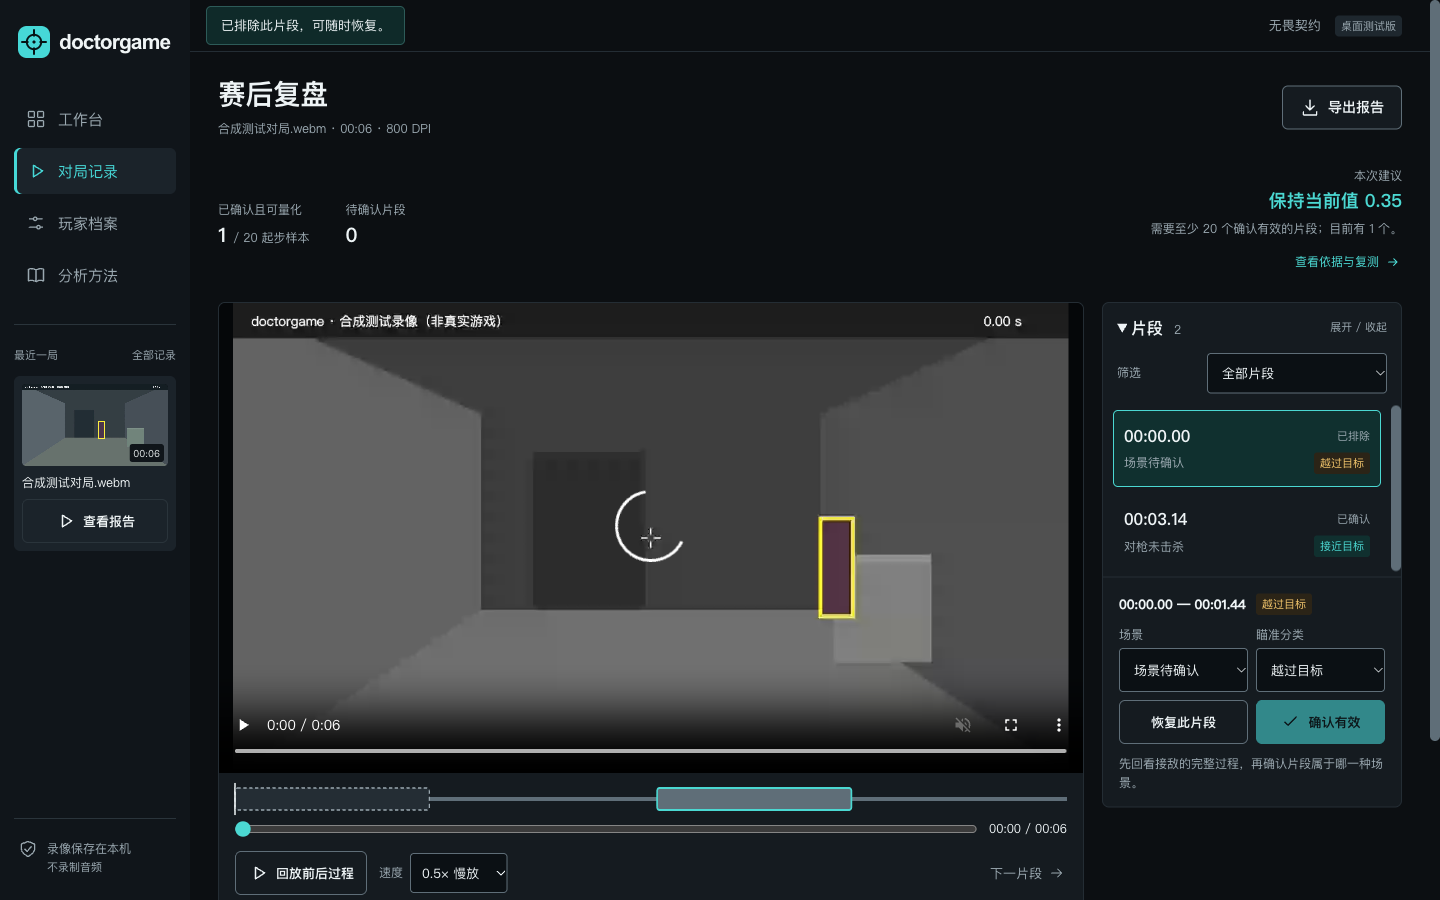 doctorgame
工作台
对局记录
玩家档案
分析方法
最近一局 全部记录
00:06
合成测试对局.webm
查看报告
录像保存在本机
不录制音频
已排除此片段，可随时恢复。
无畏契约 桌面测试版
赛后复盘
合成测试对局.webm · 00:06 · 800 DPI
导出报告
已确认且可量化 待确认片段
1 / 20 起步样本 0
本次建议
保持当前值 0.35
需要至少 20 个确认有效的片段；目前有 1 个。
查看依据与复测 →
doctorgame · 合成测试录像（非真实游戏） 0.00 s
0:00 / 0:06
00:00 / 00:06
回放前后过程 速度 0.5× 慢放 下一片段 →
▼片段 2 展开 / 收起
筛选 全部片段
00:00.00 已排除
场景待确认 越过目标
00:03.14 已确认
对枪未击杀 接近目标
00:00.00 — 00:01.44 越过目标
场景 瞄准分类
场景待确认 越过目标
恢复此片段 确认有效
先回看接敌的完整过程，再确认片段属于哪一种场
景。